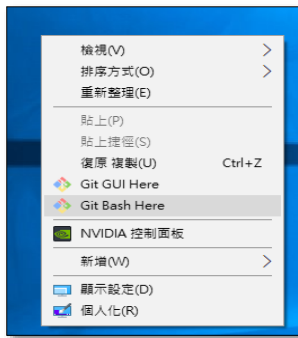 檢視(V)
排序方式(O)
重新整理(E)
貼上(P)
貼上捷徑(S)
復原 複製(U) Ctrl+Z
Git GUI Here
Git Bash Here
NVIDIA 控制面板
新增(W)
顯示設定(D)
個人化(R)